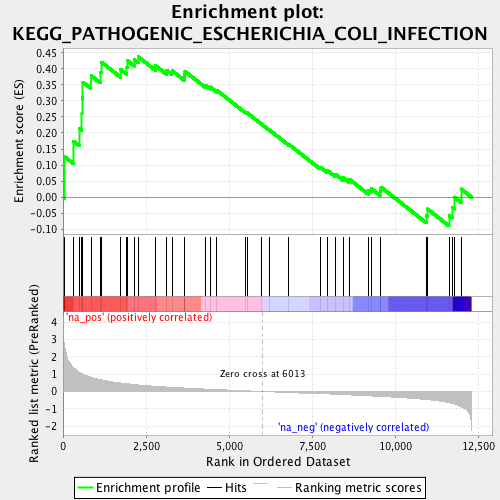 Enrichment plot:
KEGG_PATHOGENIC_ESCHERICHIA_COLI_INFECTION
Enrichment score (ES)
0.45
0.40
0.35
0.30
0.25
0.20
0.15
0.10
0.05
0.00
-0.05
-0.10
'na_pos' (positively correlated)
Ranked list metric (PreRanked)
4
3
2
1
0
-1
-2
Zero cross at 6013
'na_neg' (negatively correlated)
0
2,500
5,000
7,500
10,000
12,500
Rank in Ordered Dataset
Enrichment profile
Hits
Ranking metric scores